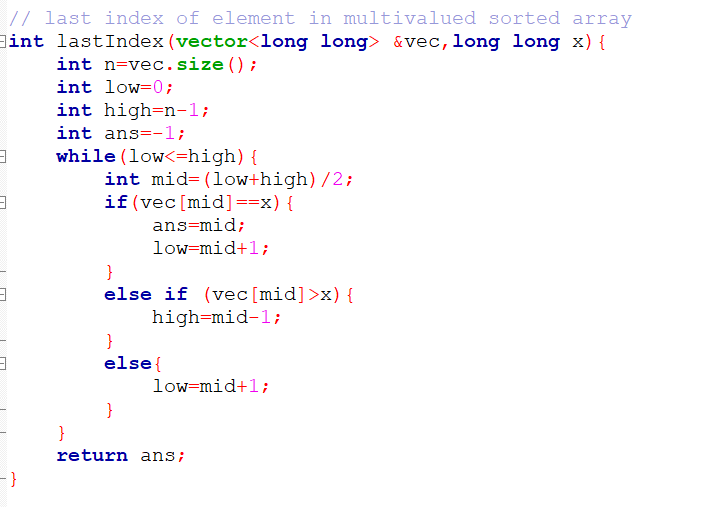 // last index of element in multivalued sorted array
int lastIndex(vector<long long> &vec,long long x){
    int n=vec.size();
    int low=0;
    int high=n-1;
    int ans=-1;
    while(low<=high){
        int mid=(low+high)/2;
        if(vec[mid]==x){
            ans=mid;
            low=mid+1;
        }
        else if (vec[mid]>x){
            high=mid-1;
        }
        else{
            low=mid+1;
        }
    }
    return ans;
}